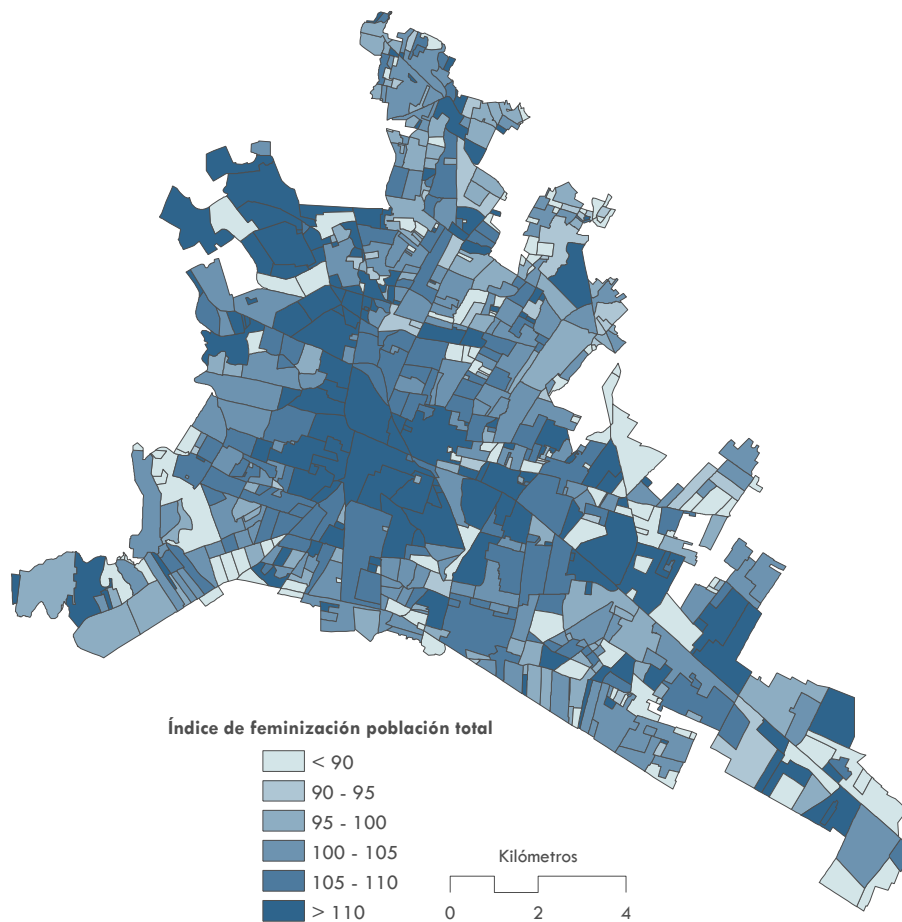 Índice de feminización población total
< 90
90 - 95
95 - 100
100 - 105
105 - 110
> 110
Kilómetros
0 2 4